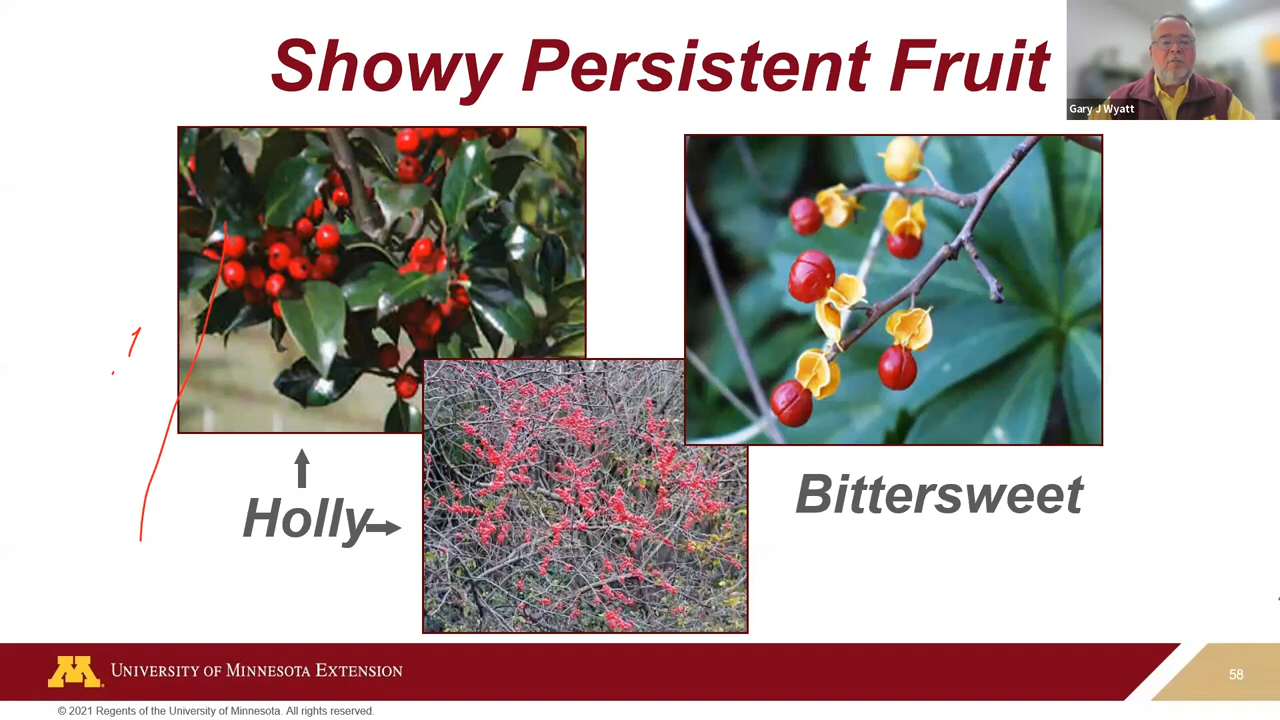 Showy Persistent Fruit
Gary J Wyatt
Holly
Bittersweet
M
UNIVERSITY OF MINNESOTA EXTENSION
58
© 2021 Regents of the University of Minnesota. All rights reserved.